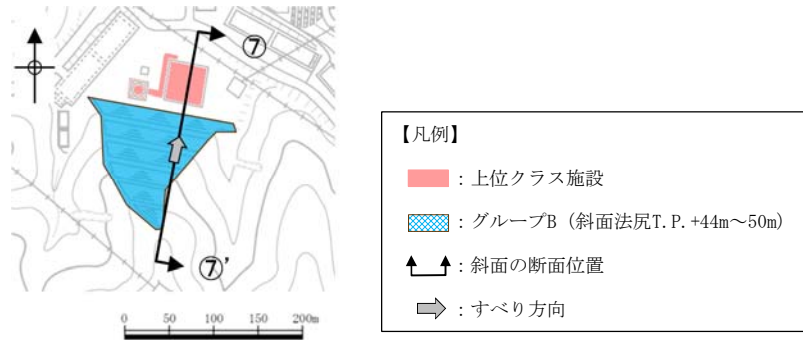 ⑦
⑦'
0 50 100 150 200m
【凡例】
：上位クラス施設
：グループB（斜面法尻T.P.+44m～50m）
：斜面の断面位置
：すべり方向